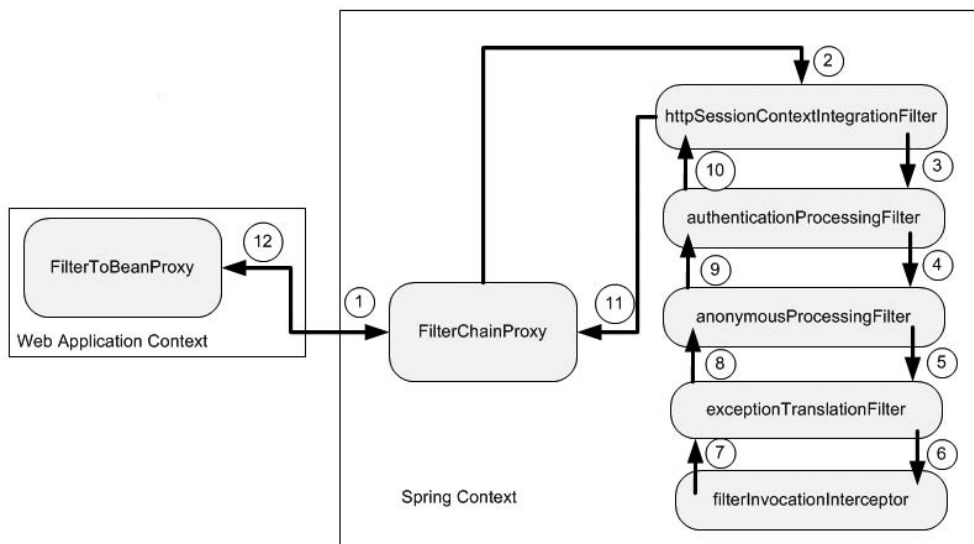 2
httpSessionContextIntegrationFilter
10
3
authenticationProcessingFilter
12
FilterToBeanProxy
9
4
1
11
anonymousProcessingFilter
Web Application Context
FilterChainProxy
8
5
exceptionTranslationFilter
7
6
Spring Context
filterInvocationInterceptor